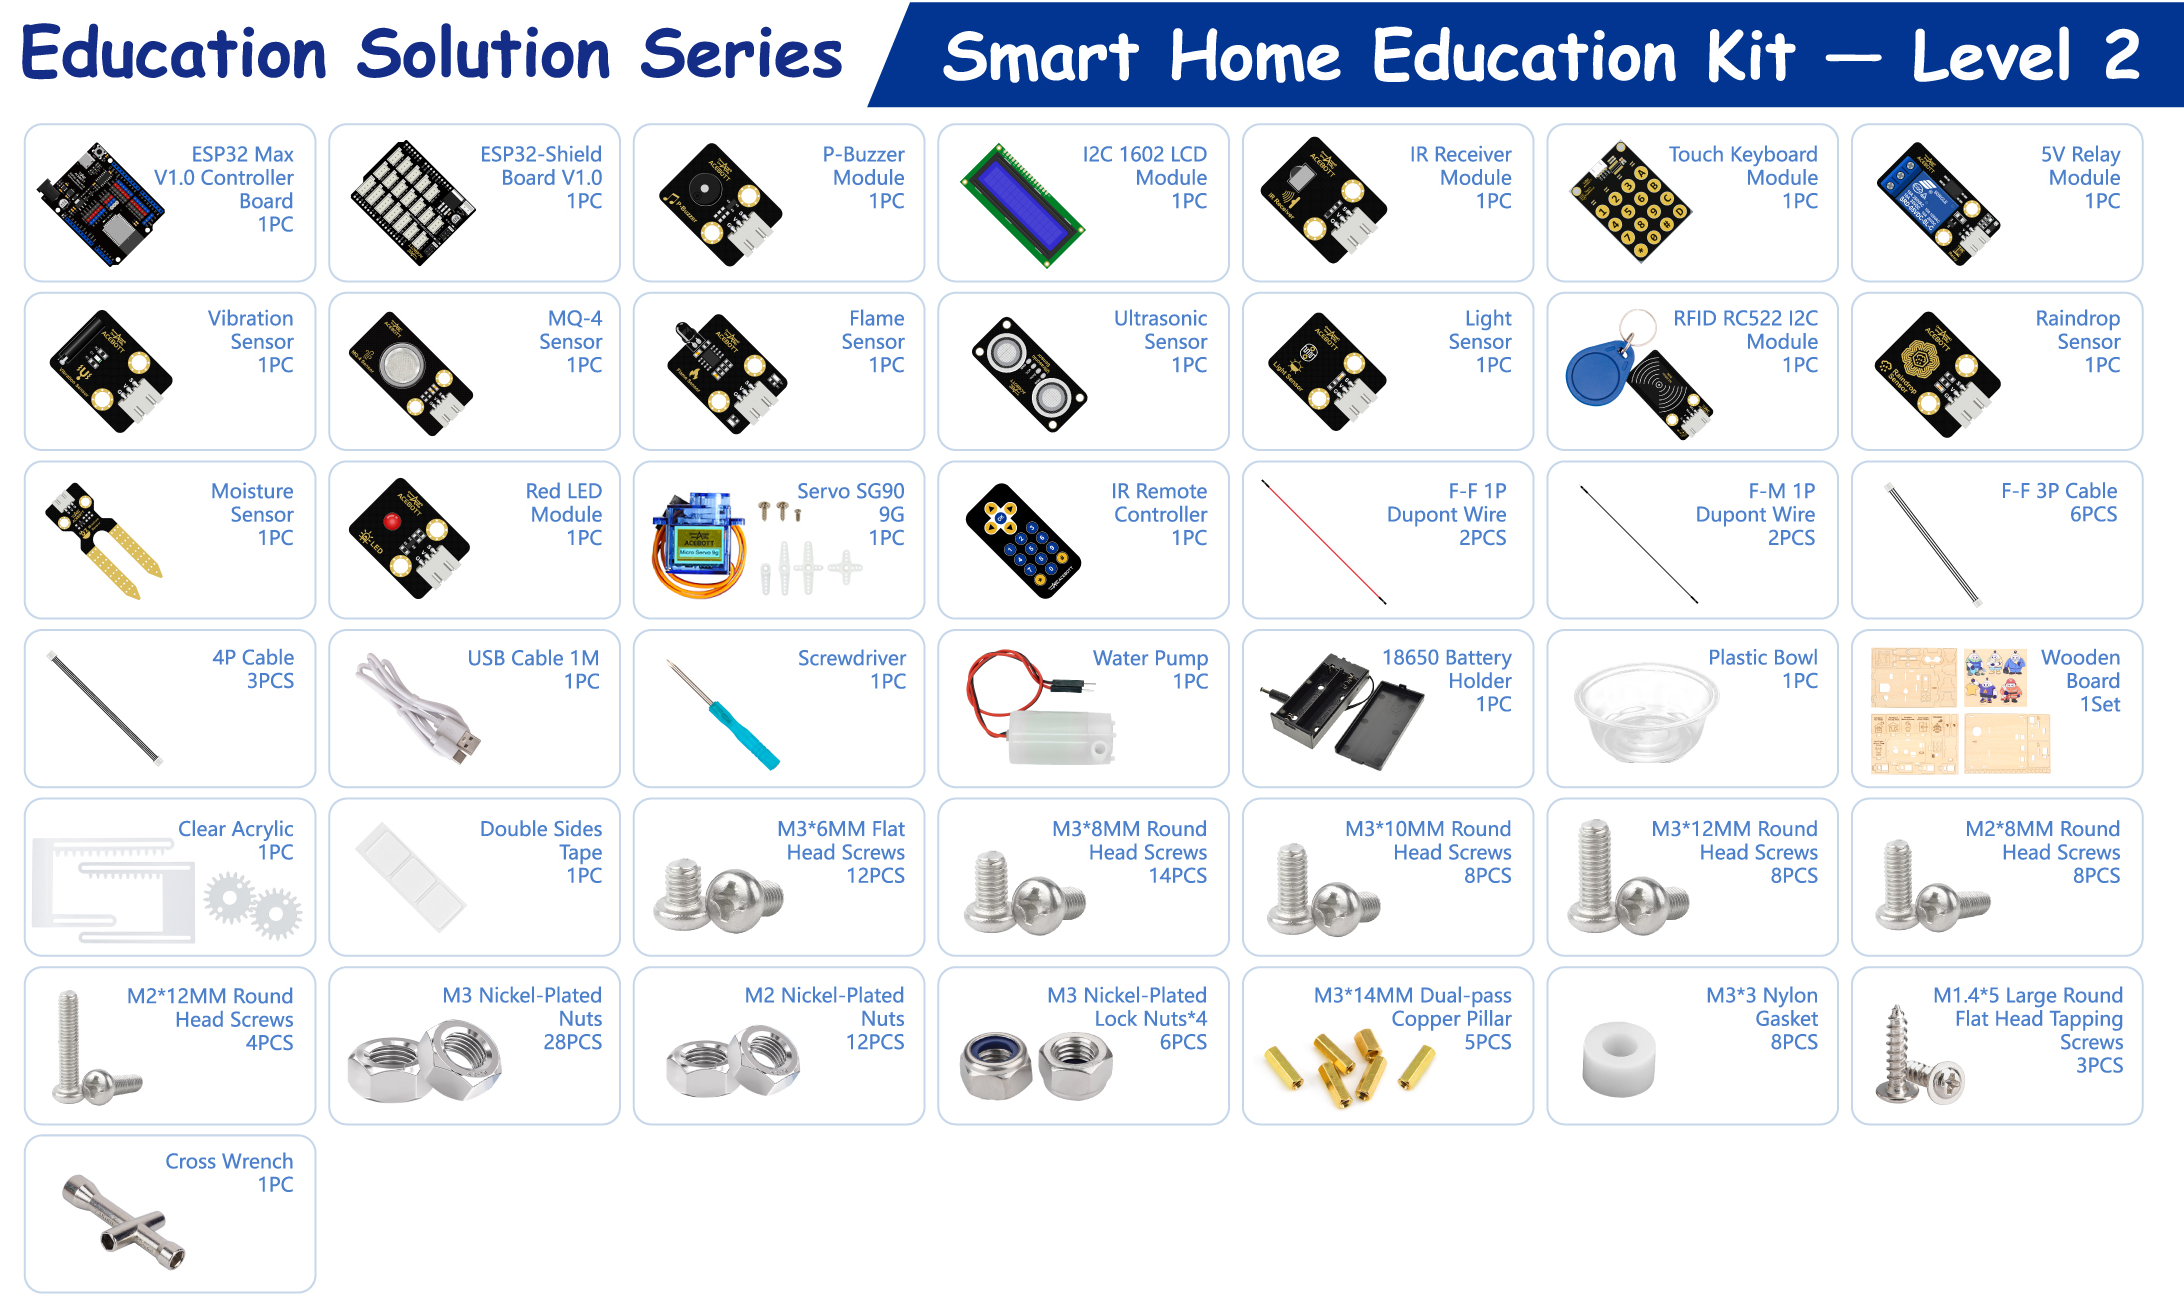 Education Solution Series
Smart Home Education Kit — Level 2
ESP32 Max
V1.0 Controller
Board
1PC
ESP32-Shield
Board V1.0
1PC
P-Buzzer
Module
1PC
I2C 1602 LCD
Module
1PC
IR Receiver
Module
1PC
Touch Keyboard
Module
1PC
5V Relay
Module
1PC
Vibration
Sensor
1PC
MQ-4
Sensor
1PC
Flame
Sensor
1PC
Ultrasonic
Sensor
1PC
Light
Sensor
1PC
RFID RC522 I2C
Module
1PC
Raindrop
Sensor
1PC
Moisture
Sensor
1PC
Red LED
Module
1PC
Servo SG90
9G
1PC
IR Remote
Controller
1PC
F-F 1P
Dupont Wire
2PCS
F-M 1P
Dupont Wire
2PCS
F-F 3P Cable
6PCS
4P Cable
3PCS
USB Cable 1M
1PC
Screwdriver
1PC
Water Pump
1PC
18650 Battery
Holder
1PC
Plastic Bowl
1PC
Wooden
Board
1Set
Clear Acrylic
1PC
Double Sides
Tape
1PC
M3*6MM Flat
Head Screws
12PCS
M3*8MM Round
Head Screws
14PCS
M3*10MM Round
Head Screws
8PCS
M3*12MM Round
Head Screws
8PCS
M2*8MM Round
Head Screws
8PCS
M2*12MM Round
Head Screws
4PCS
M3 Nickel-Plated
Nuts
28PCS
M2 Nickel-Plated
Nuts
12PCS
M3 Nickel-Plated
Lock Nuts*4
6PCS
M3*14MM Dual-pass
Copper Pillar
5PCS
M3*3 Nylon
Gasket
8PCS
M1.4*5 Large Round
Flat Head Tapping
Screws
3PCS
Cross Wrench
1PC